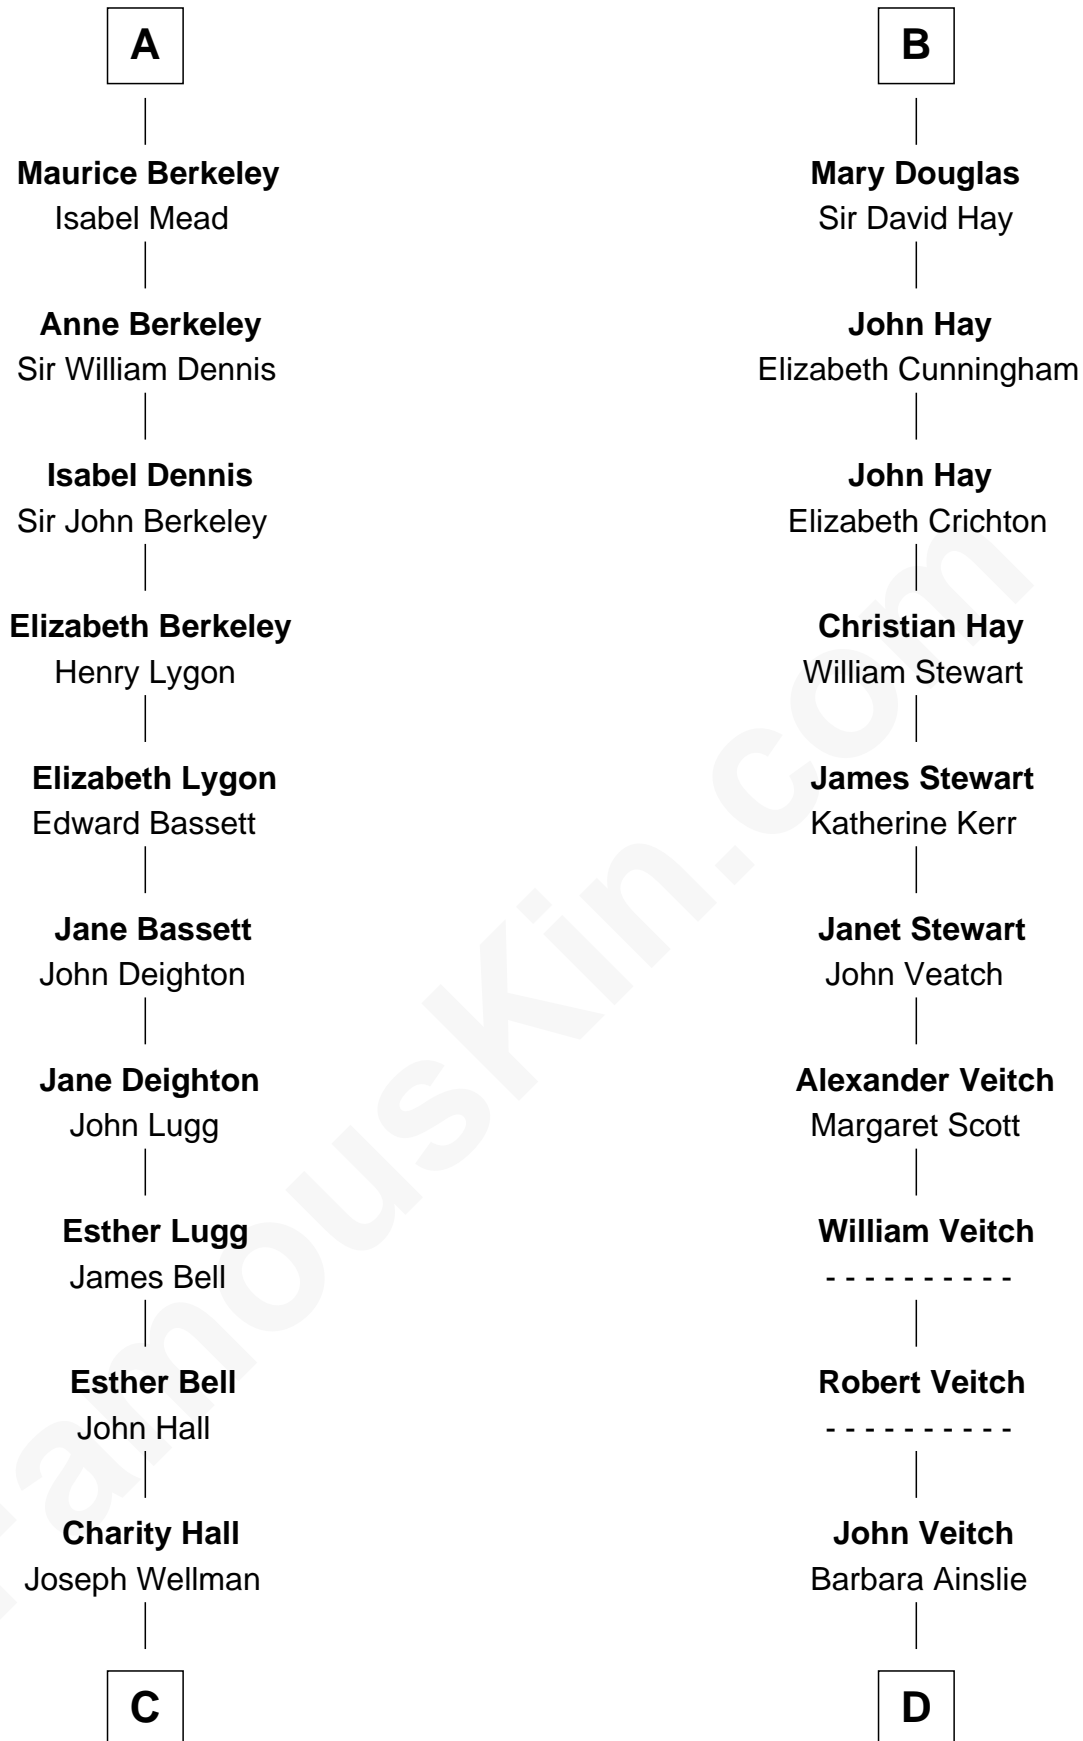 A
Maurice Berkeley
Isabel Mead
Anne Berkeley
Sir William Dennis
Isabel Dennis
Sir John Berkeley
Elizabeth Berkeley
Henry Lygon
Elizabeth Lygon
Edward Bassett
Jane Bassett
John Deighton
Jane Deighton
John Lugg
Esther Lugg
James Bell
Esther Bell
John Hall
Charity Hall
Joseph Wellman
C
B
Mary Douglas
Sir David Hay
John Hay
Elizabeth Cunningham
John Hay
Elizabeth Crichton
Christian Hay
William Stewart
James Stewart
Katherine Kerr
Janet Stewart
John Veatch
Alexander Veitch
Margaret Scott
William Veitch
- - - - - - - - - -
Robert Veitch
- - - - - - - - - -
John Veitch
Barbara Ainslie
D
FamousKin.com